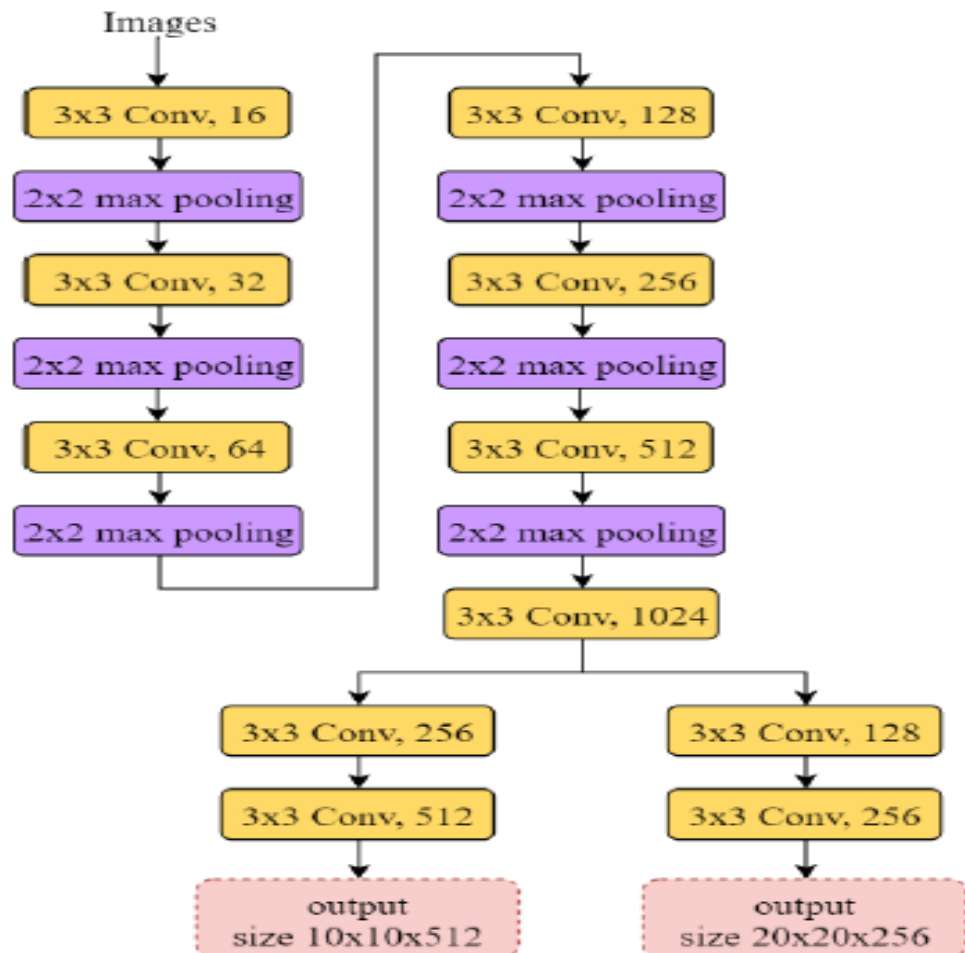 Images
3x3 Conv, 16
2x2 max pooling
3x3 Conv, 32
2x2 max pooling
3x3 Conv, 64
2x2 max pooling
3x3 Conv, 128
2x2 max pooling
3x3 Conv, 256
2x2 max pooling
3x3 Conv, 512
2x2 max pooling
3x3 Conv, 1024
3x3 Conv, 256
3x3 Conv, 512
output
size 10x10x512
3x3 Conv, 128
3x3 Conv, 256
output
size 20x20x256